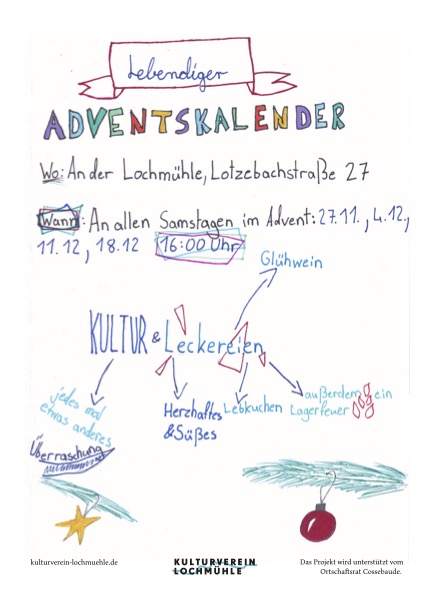 Lebendiger
ADVENTSKALENDER
Wo: An der Lochmühle, Lotzebachstraße 27
Wann: An allen Samstagen im Advent: 27.11., 4.12.,
11.12, 18.12 16:00 Uhr
Glühwein
KULTUR & Leckereien
jedes mal
etwas anderes
Überraschung
Herzhaftes
& Süßes
Lebkuchen
außerdem ein
Lagerfeuer
kulturverein-lochmuehle.de
KULTURVEREIN
LOCHMÜHLE
Das Projekt wird unterstützt vom
Ortschaftsrat Cossebaude.